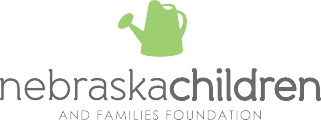 nebraskachildren
AND FAMILIES FOUNDATION